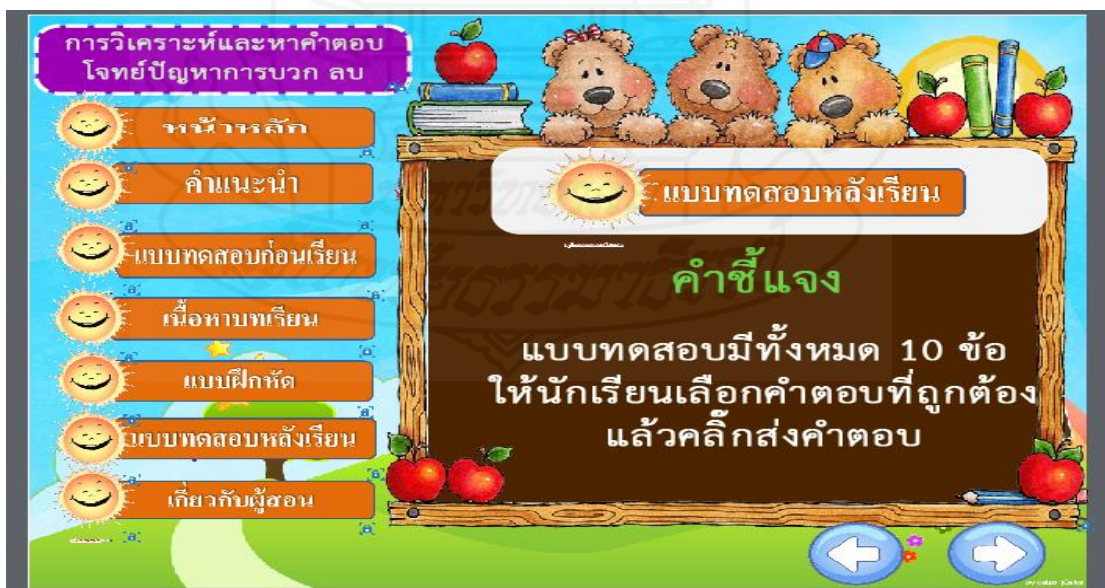 การวิเคราะห์และหาคำตอบ
โจทย์ปัญหาการบวก ลบ
หน้าหลัก
คำแนะนำ
แบบทดสอบก่อนเรียน
เนื้อหาบทเรียน
แบบฝึกหัด
แบบทดสอบหลังเรียน
เกี่ยวกับผู้สอน
แบบทดสอบหลังเรียน
คำชี้แจง
แบบทดสอบมีทั้งหมด 10 ข้อ
ให้นักเรียนเลือกคำตอบที่ถูกต้อง
แล้วคลิ๊กส่งคำตอบ